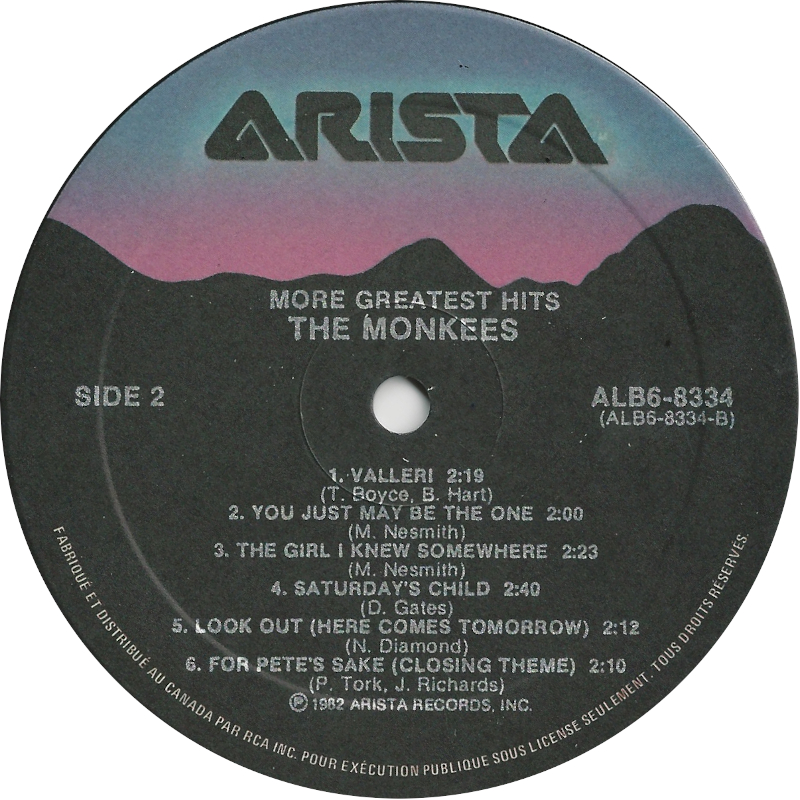 ARISTA
MORE GREATEST HITS
THE MONKEES
SIDE 2
ALB6-8334
(ALB6-8334-B)
1. VALLERI 2:19
(T. Boyce, B. Hart)
2. YOU JUST MAY BE THE ONE 2:00
(M. Nesmith)
3. THE GIRL I KNEW SOMEWHERE 2:23
(M. Nesmith)
4. SATURDAY'S CHILD 2:40
(D. Gates)
5. LOOK OUT (HERE COMES TOMORROW) 2:12
(N. Diamond)
6. FOR PETE'S SAKE (CLOSING THEME) 2:10
(P. Tork, J. Richards)
℗ 1982 ARISTA RECORDS, INC.
FABRIQUÉ ET DISTRIBUÉ AU CANADA PAR RCA INC. POUR EXÉCUTION PUBLIQUE SOUS LICENSE SEULEMENT. TOUS DROITS RÉSERVÉS